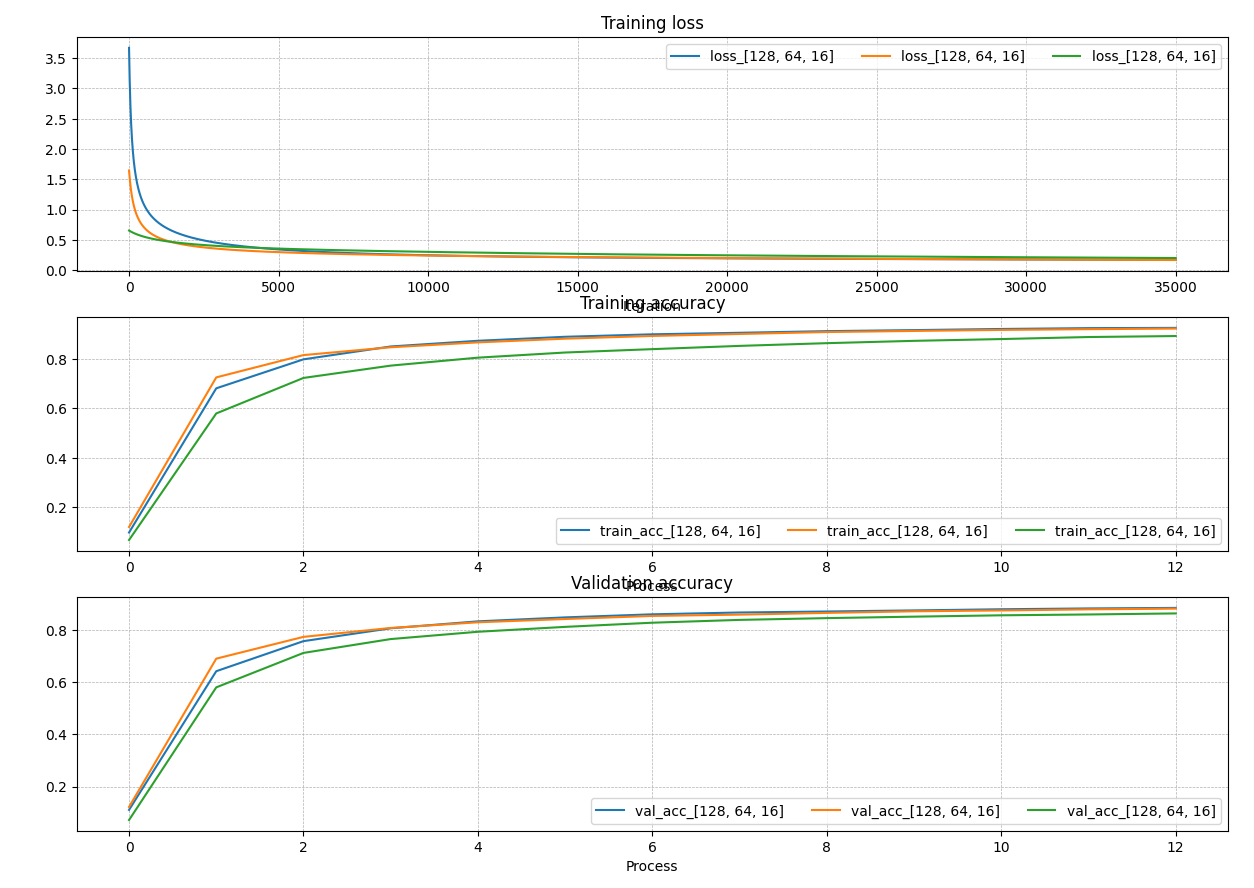 Training loss
3.5
3.0
2.5
2.0
1.5
1.0
0.5
0.0
loss_[128, 64, 16] loss_[128, 64, 16] loss_[128, 64, 16]
0 5000 10000 15000 20000 25000 30000 35000
Iteration
Training accuracy
0.8
0.6
0.4
0.2
train_acc_[128, 64, 16] train_acc_[128, 64, 16] train_acc_[128, 64, 16]
0 2 4 6 8 10 12
Process
Validation accuracy
0.8
0.6
0.4
0.2
val_acc_[128, 64, 16] val_acc_[128, 64, 16] val_acc_[128, 64, 16]
0 2 4 6 8 10 12
Process